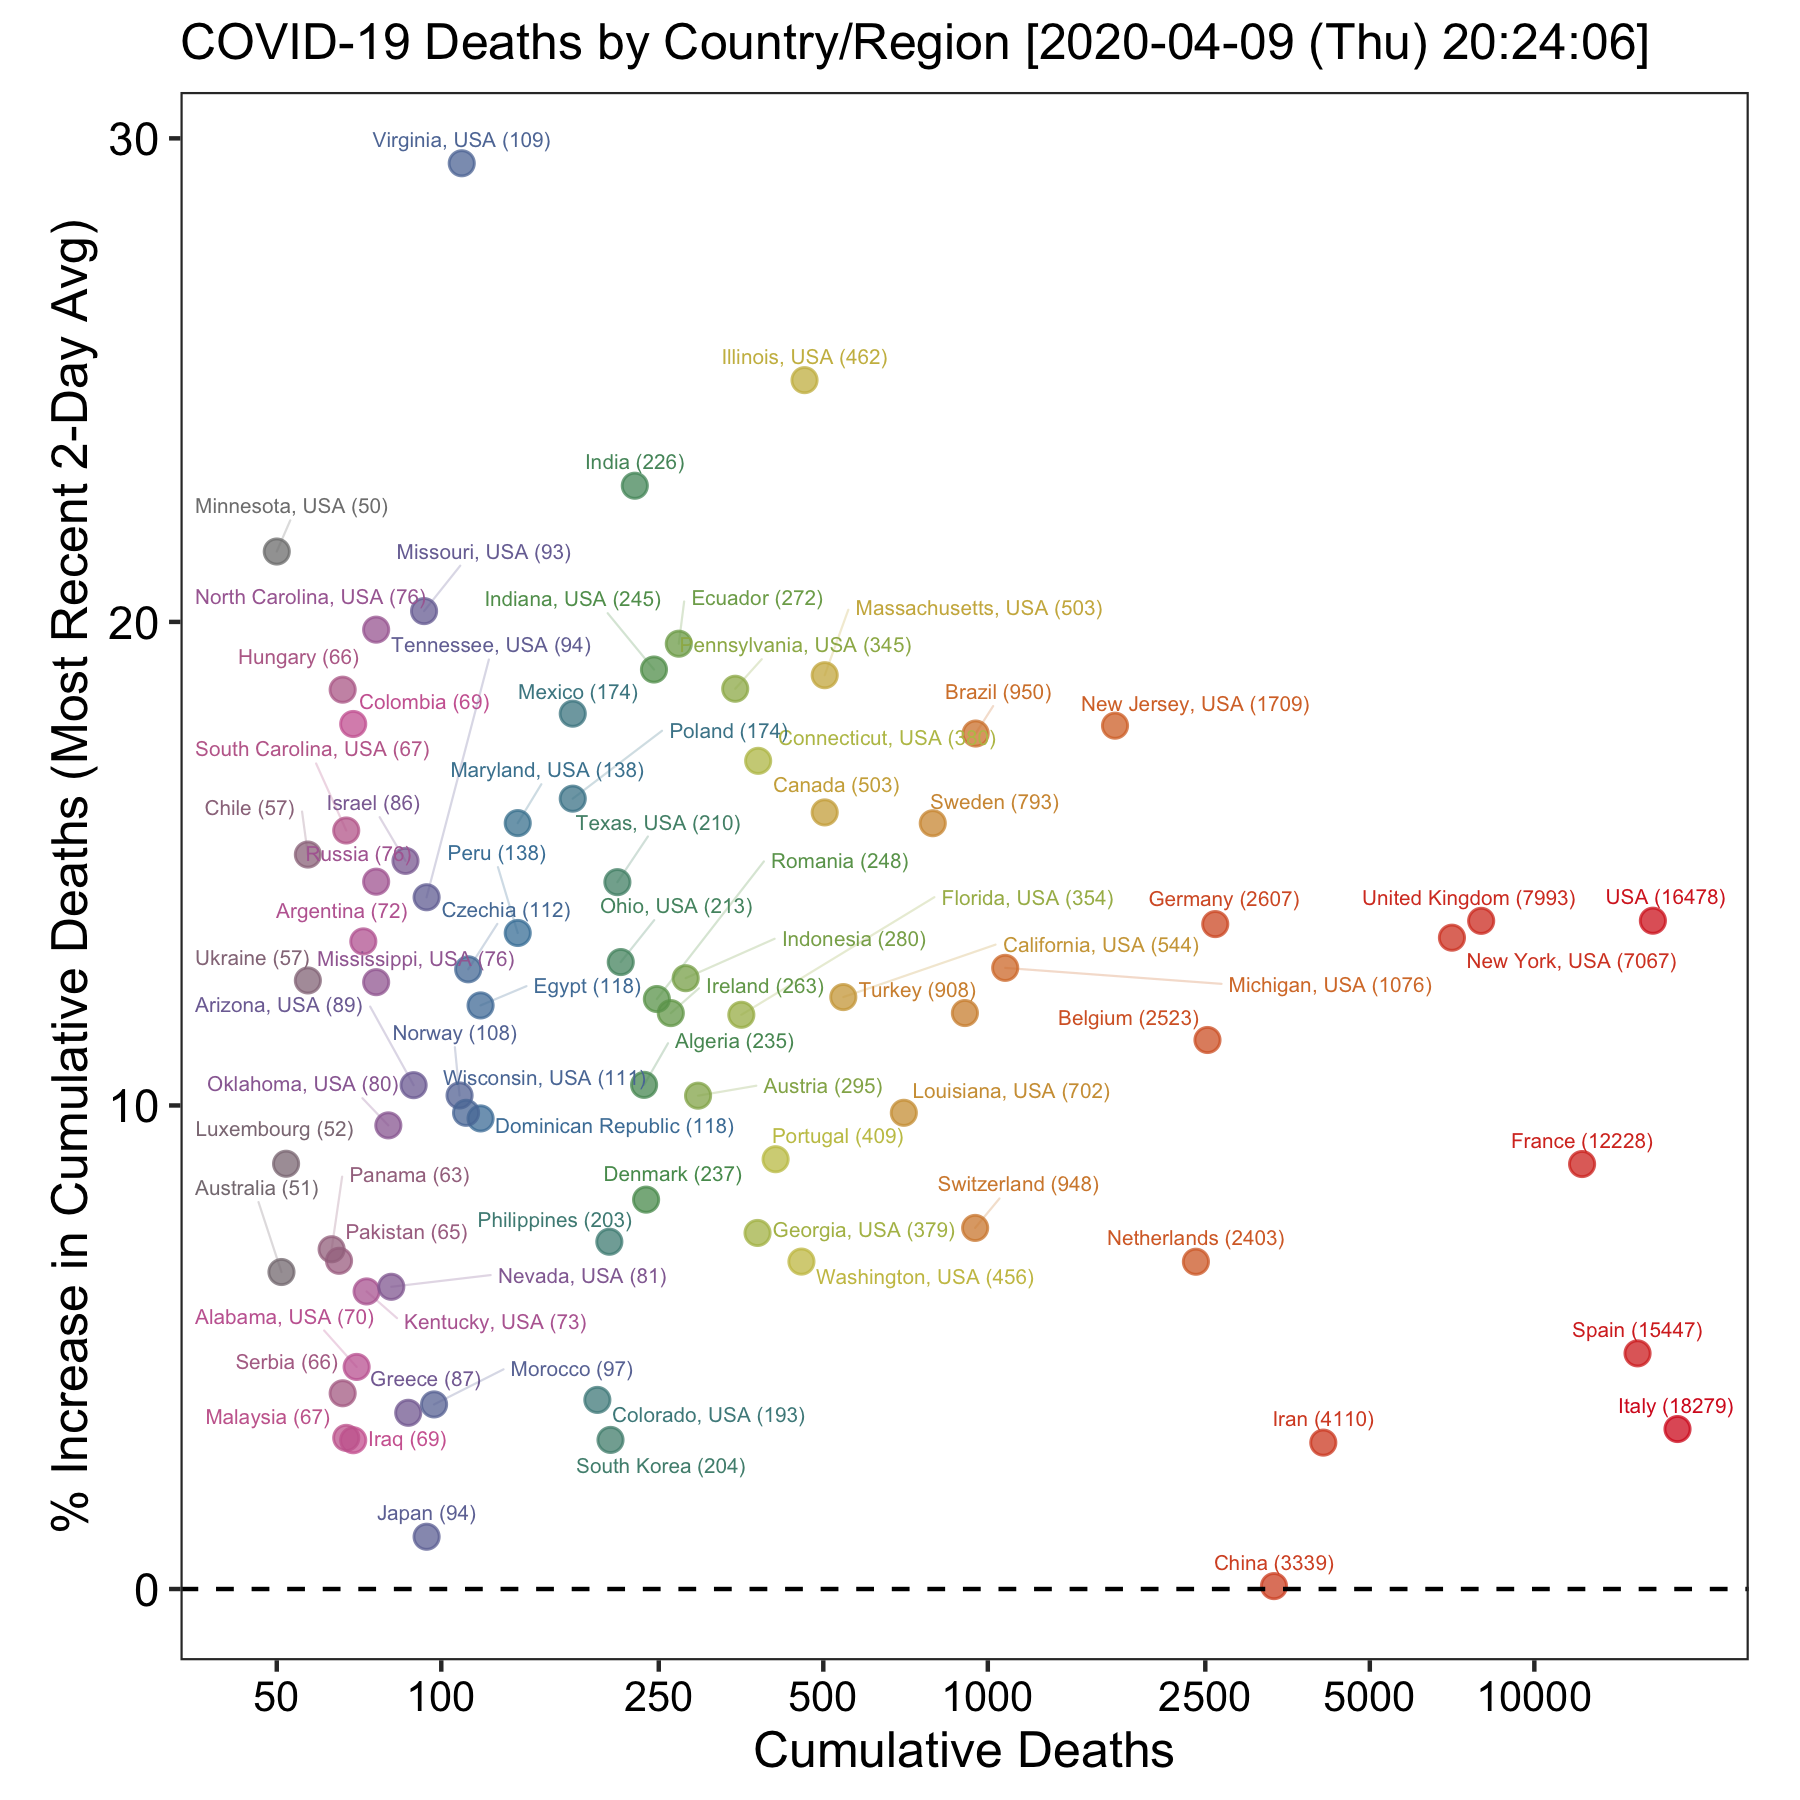 COVID-19 Deaths by Country/Region [2020-04-09 (Thu) 20:24:06]
% Increase in Cumulative Deaths (Most Recent 2-Day Avg)
30
20
10
0
Virginia, USA (109)
Illinois, USA (462)
India (226)
Minnesota, USA (50)
Missouri, USA (93)
North Carolina, USA (76)
Indiana, USA (245)
Ecuador (272)
Massachusetts, USA (503)
Tennessee, USA (94)
Pennsylvania, USA (345)
Hungary (66)
Mexico (174)
Brazil (950)
Colombia (69)
New Jersey, USA (1709)
Poland (174)
Connecticut, USA
South Carolina, USA (67)
Maryland, USA (138)
Canada (503)
Israel (86)
Sweden (793)
Chile (57)
Texas, USA (210)
Russia (76)
Peru (138)
Romania (248)
Florida, USA (354)
Germany (2607)
United Kingdom (7993)
USA (16478)
Argentina (72)
Czechia (112)
Ohio, USA (213)
Indonesia (280)
California, USA (544)
Ukraine (57)
Mississippi, USA (76)
New York, USA (7067)
Egypt (118)
Ireland (263)
Turkey (908)
Michigan, USA (1076)
Arizona, USA (89)
Belgium (2523)
Norway (108)
Algeria (235)
Oklahoma, USA (80)
Wisconsin, USA (111)
Austria (295)
Louisiana, USA (702)
Luxembourg (52)
Dominican Republic (118)
Portugal (409)
France (12228)
Panama (63)
Denmark (237)
Australia (51)
Switzerland (948)
Philippines (203)
Pakistan (65)
Georgia, USA (379)
Netherlands (2403)
Nevada, USA (81)
Washington, USA (456)
Alabama, USA (70)
Kentucky, USA (73)
Spain (15447)
Serbia (66)
Greece (87)
Morocco (97)
Malaysia (67)
Iraq (69)
Colorado, USA (193)
Iran (4110)
Italy (18279)
South Korea (204)
Japan (94)
China (3339)
50
100
250
500
1000
2500
5000
10000
Cumulative Deaths